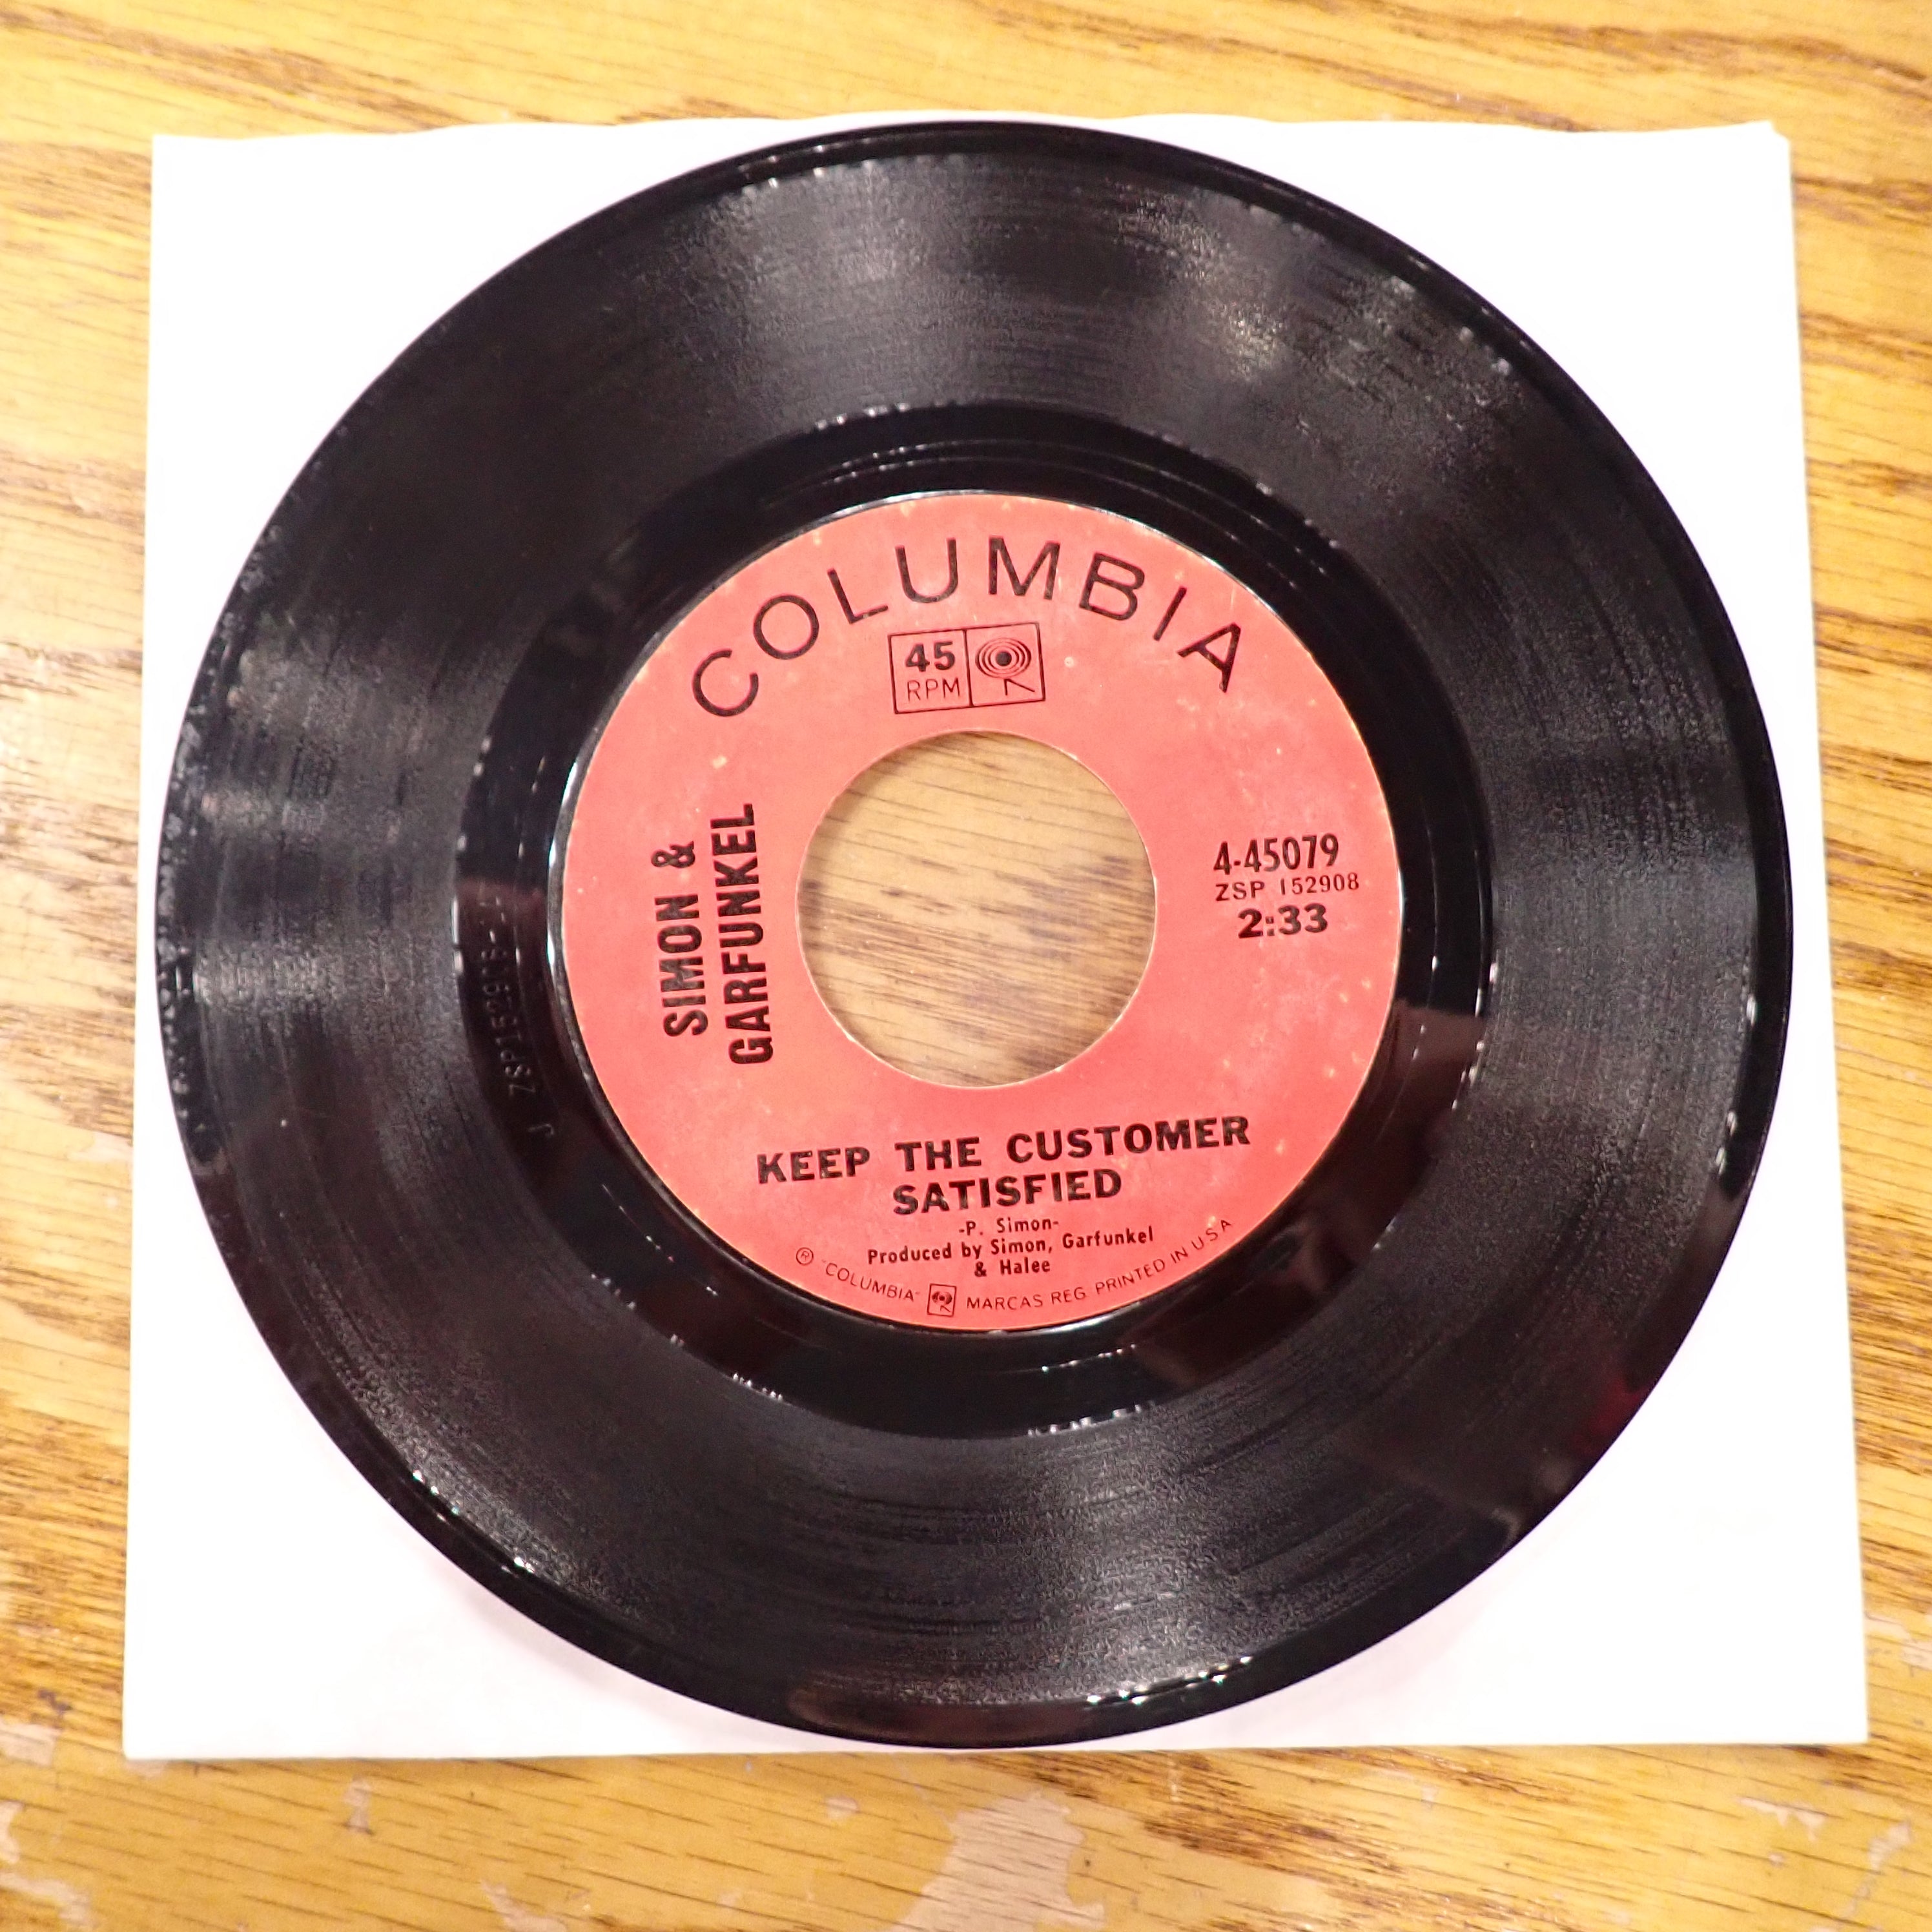 COLUMBIA
45
RPM
SIMON &
GARFUNKEL
4-45079
ZSP 152908
2:33
KEEP THE CUSTOMER
SATISFIED
-P. Simon-
Produced by Simon, Garfunkel
& Halee
® "COLUMBIA" MARCAS REG PRINTED IN U S A